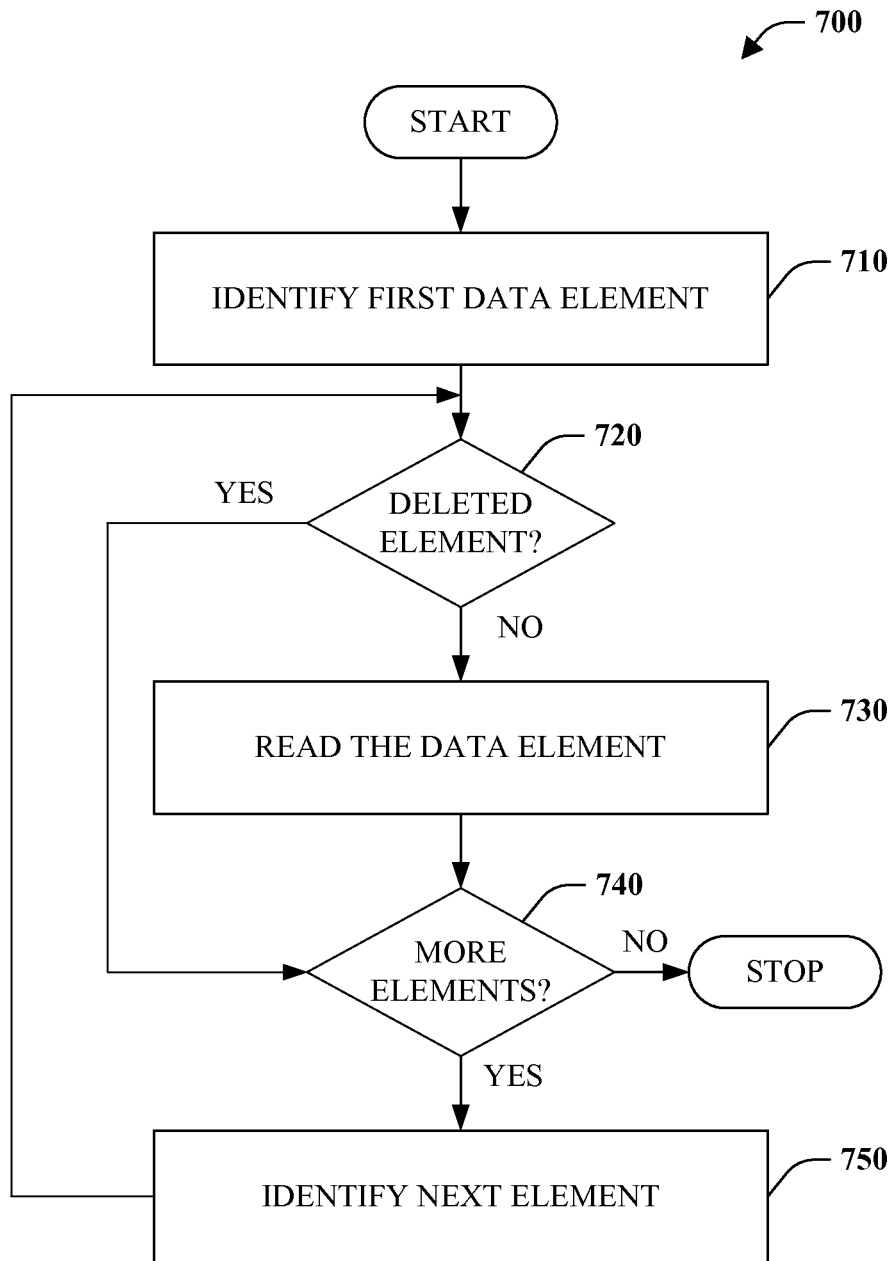 700
START
710
IDENTIFY FIRST DATA ELEMENT
720
YES
DELETED
ELEMENT?
NO
730
READ THE DATA ELEMENT
740
MORE
ELEMENTS?
NO
STOP
YES
750
IDENTIFY NEXT ELEMENT